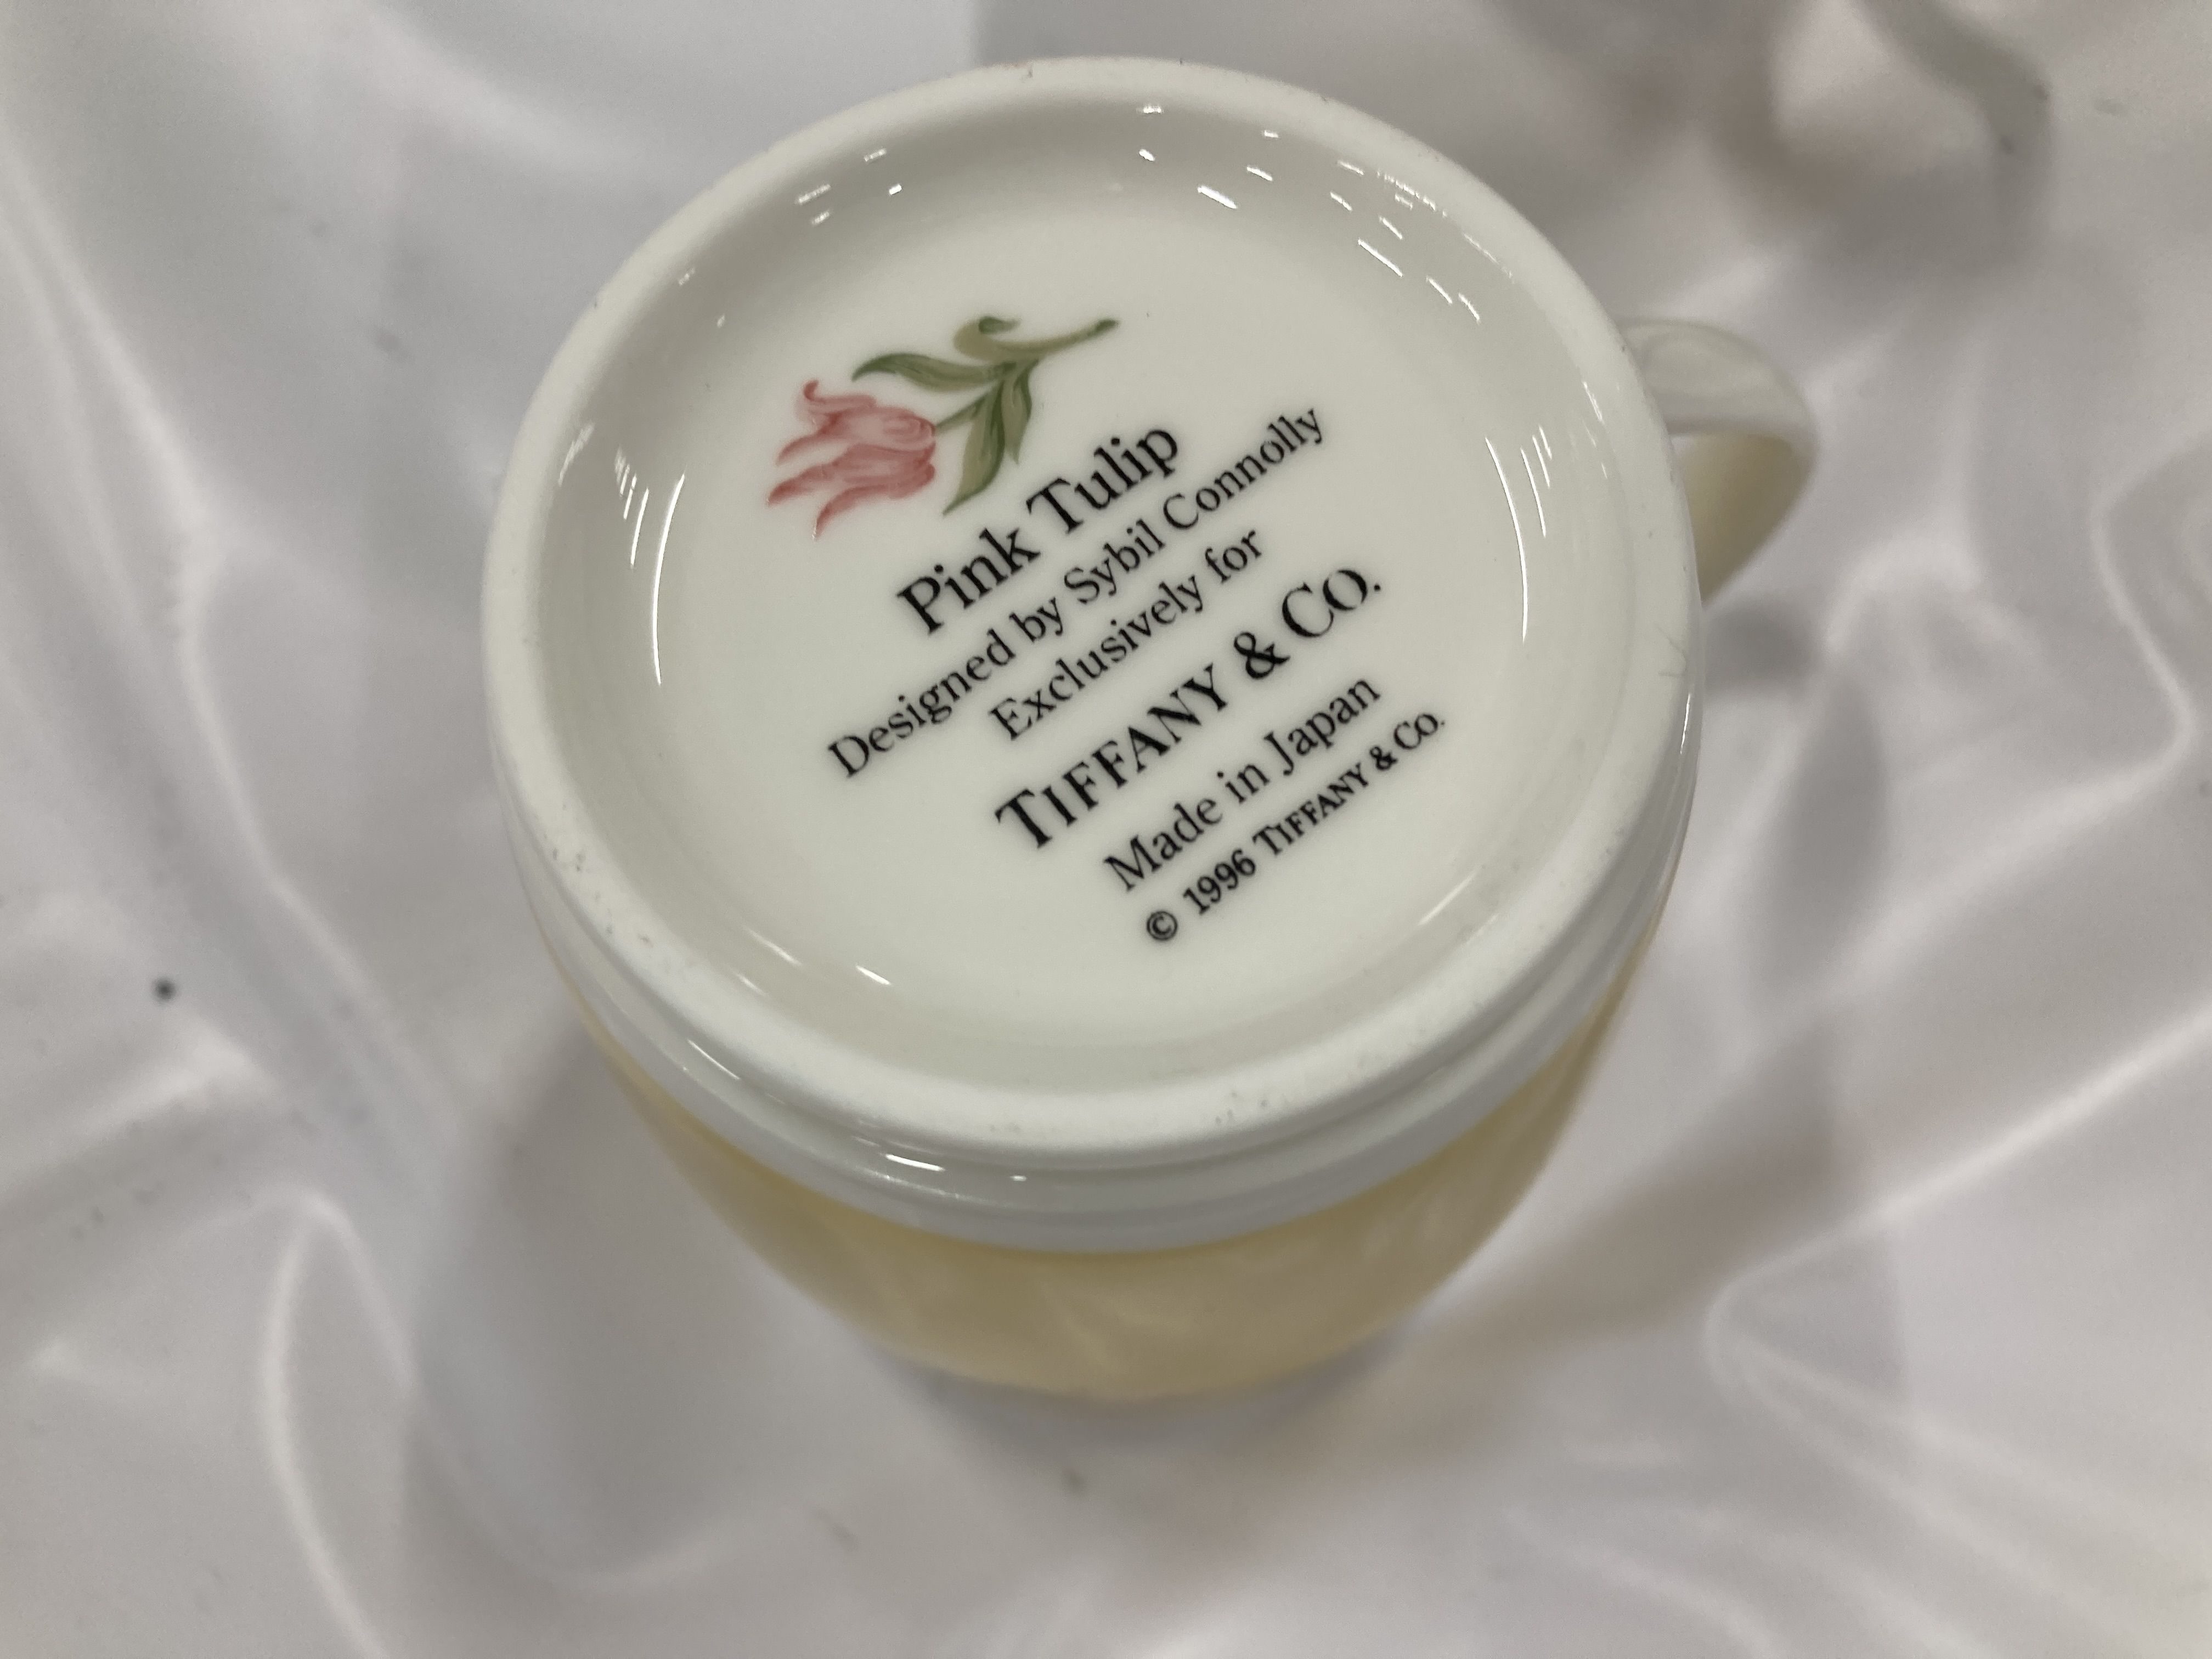 Pink Tulip
Designed by Sybil Connolly
Exclusively for
TIFFANY & CO.
Made in Japan
© 1996 TIFFANY & CO.